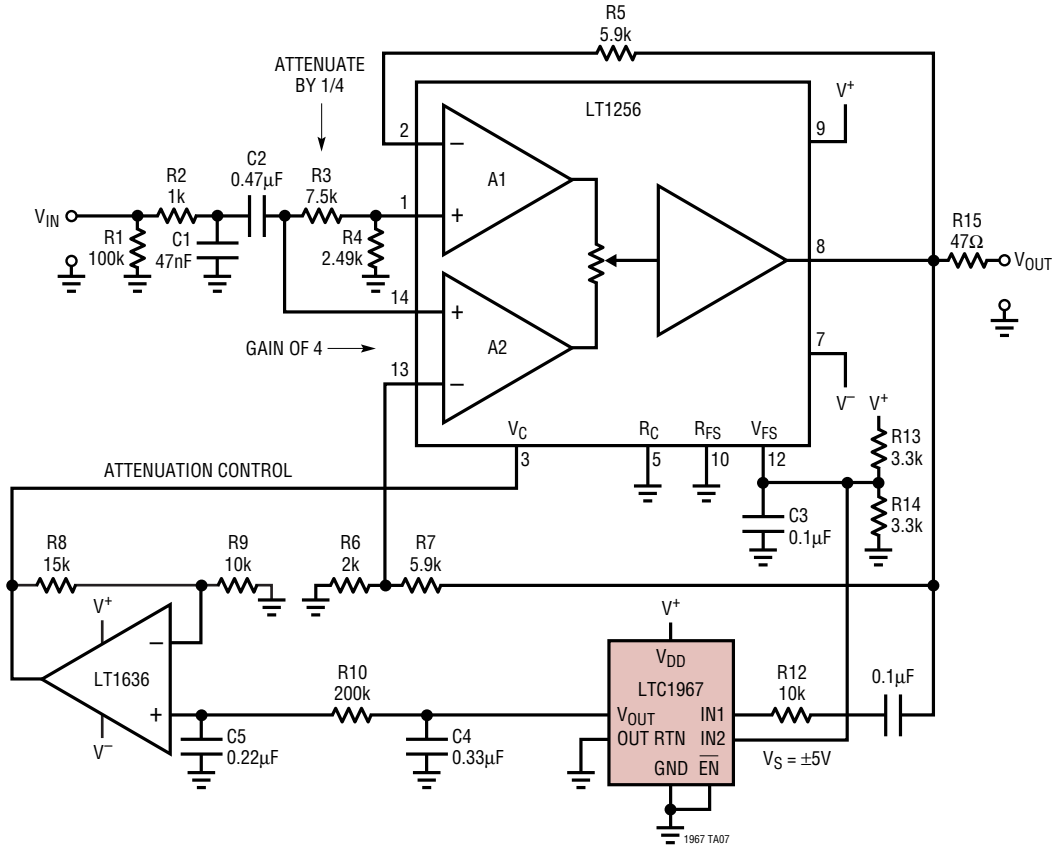 R5
5.9k
ATTENUATE
BY 1/4
LT1256
V+
9
2
−
A1
C2
0.47µF
R2
1k
R3
7.5k
1
+
VIN
R1
100k
C1
47nF
R4
2.49k
R15
47Ω
8
VOUT
14
+
A2
GAIN OF 4
13
−
7
V−
V+
VC
RC
RFS
VFS
3
5
10
12
R13
3.3k
ATTENUATION CONTROL
R14
3.3k
C3
0.1µF
R8
15k
R9
10k
R6
2k
R7
5.9k
V+
−
LT1636
+
V−
V+
VDD
LTC1967
R10
200k
R12
10k
0.1µF
VOUT
IN1
OUT RTN
IN2
GND
EN
C5
0.22µF
C4
0.33µF
VS = ±5V
1967 TA07